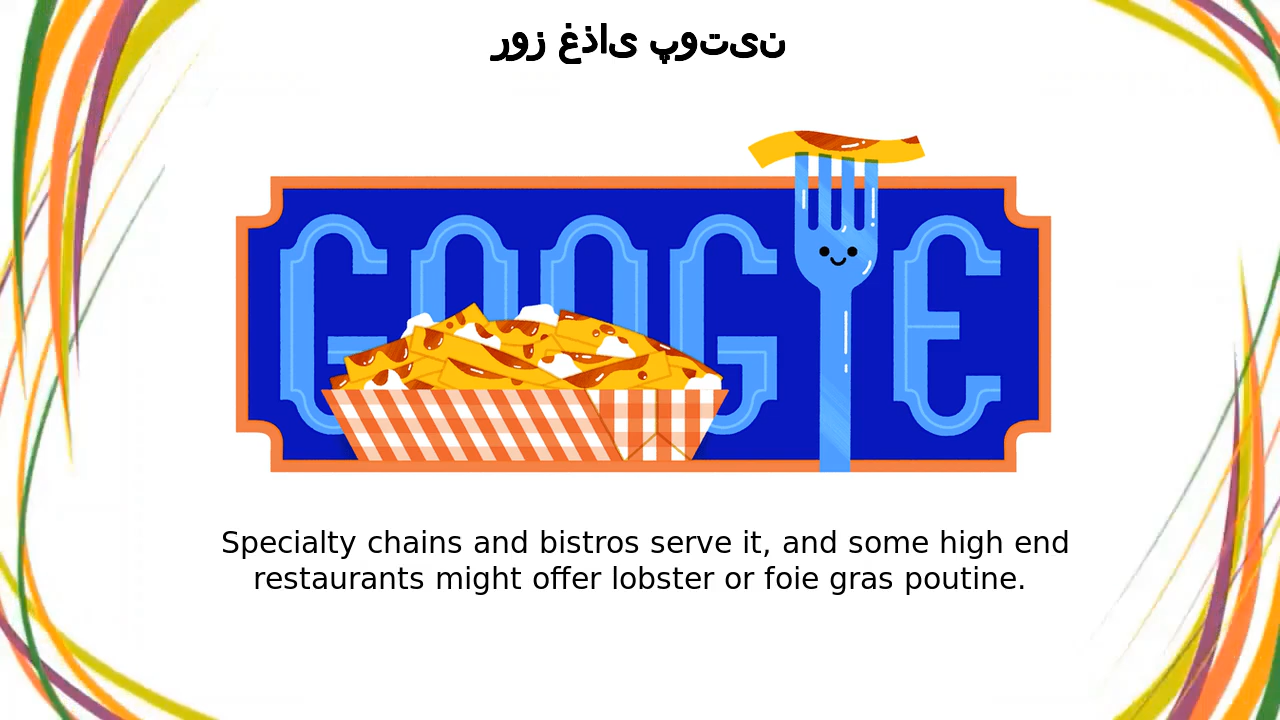 روز غذای پوتین
GOOGLE
Specialty chains and bistros serve it, and some high end
restaurants might offer lobster or foie gras poutine.